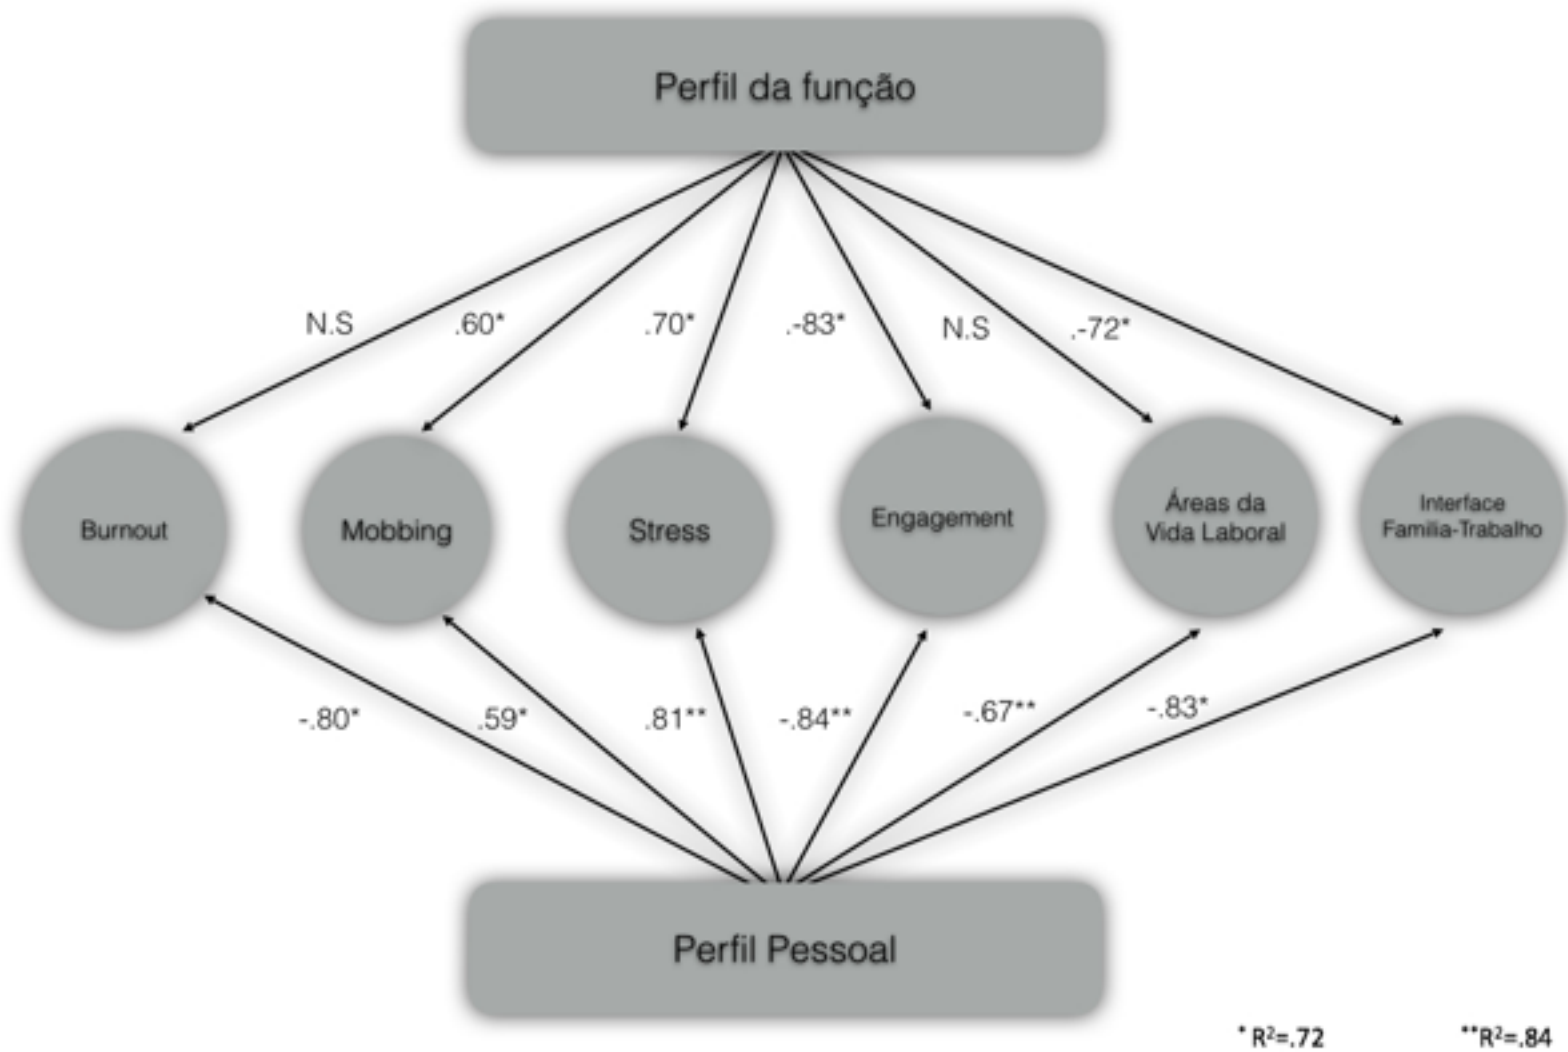 Perfil da função
N.S
.60*
.70*
.-83*
N.S
.-72*
Burnout
Mobbing
Stress
Engagement
Áreas da
Vida Laboral
Interface
Familia-Trabalho
-.80*
.59*
.81**
-.84**
-.67**
-.83*
Perfil Pessoal
* R²=.72
**R²=.84